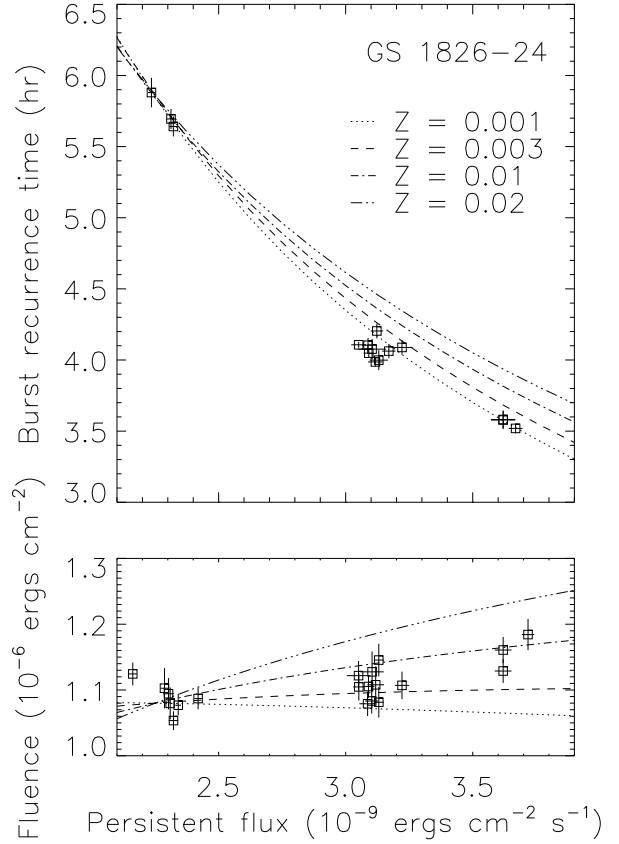 GS 1826−24
Z = 0.001
Z = 0.003
Z = 0.01
Z = 0.02
Burst recurrence time (hr)
6.5
6.0
5.5
5.0
4.5
4.0
3.5
3.0
Fluence (10⁻⁶ ergs cm⁻²)
1.3
1.2
1.1
1.0
2.5 3.0 3.5
Persistent flux (10⁻⁹ ergs cm⁻² s⁻¹)